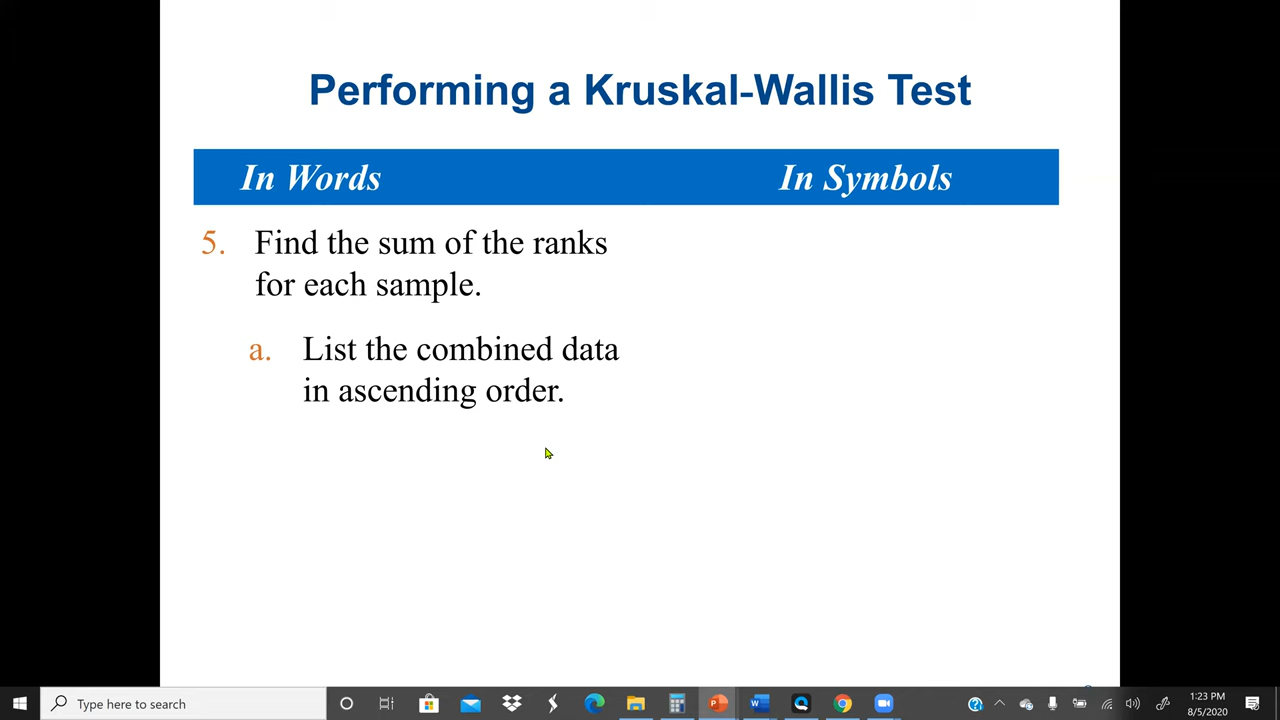 Performing a Kruskal-Wallis Test
In Words In Symbols
5. Find the sum of the ranks
for each sample.
a. List the combined data
in ascending order.
Type here to search
1:23 PM
8/5/2020